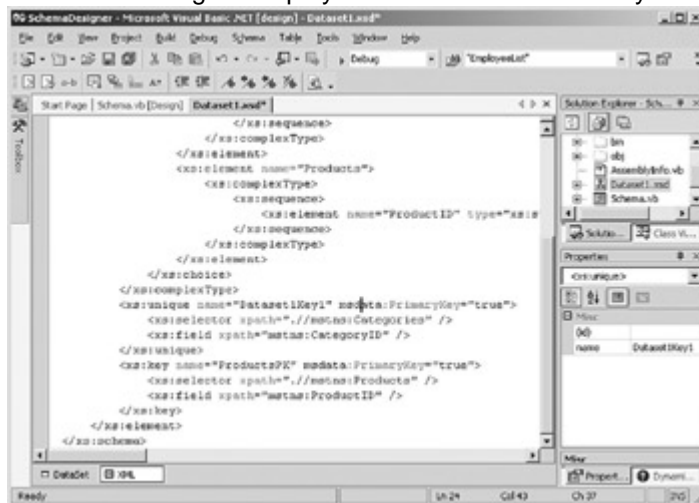 SchemaDesigner - Microsoft Visual Basic .NET [design] - Dataset1.xsd*
File Edit View Project Build Debug Schema Table Tools Window Help
Debug "EmployeesList"
Start Page Schema.vb [Design] Dataset1.xsd*
Toolbox
</xs:sequence>
</xs:complexType>
</xs:element>
<xs:element name="Products">
<xs:complexType>
<xs:sequence>
<xs:element name="ProductID" type="xs:s
</xs:sequence>
</xs:complexType>
</xs:element>
</xs:choice>
</xs:complexType>
<xs:unique name="Dataset1Key1" msdata:PrimaryKey="true">
<xs:selector xpath=".//mstns:Categories" />
<xs:field xpath="mstns:CategoryID" />
</xs:unique>
<xs:key name="ProductsPK" msdata:PrimaryKey="true">
<xs:selector xpath=".//mstns:Products" />
<xs:field xpath="mstns:ProductID" />
</xs:key>
</xs:element>
</xs:schema>
DataSet XML
Solution Explorer - Sch...
bin
obj
AssemblyInfo.vb
Dataset1.xsd
Schema.vb
Solutio... Class Vi...
Properties
<xs:unique>
Misc
(Id)
name Dataset1Key1
Misc
Propert... Dynami...
Ready Ln 24 Col 43 Ch 37 INS